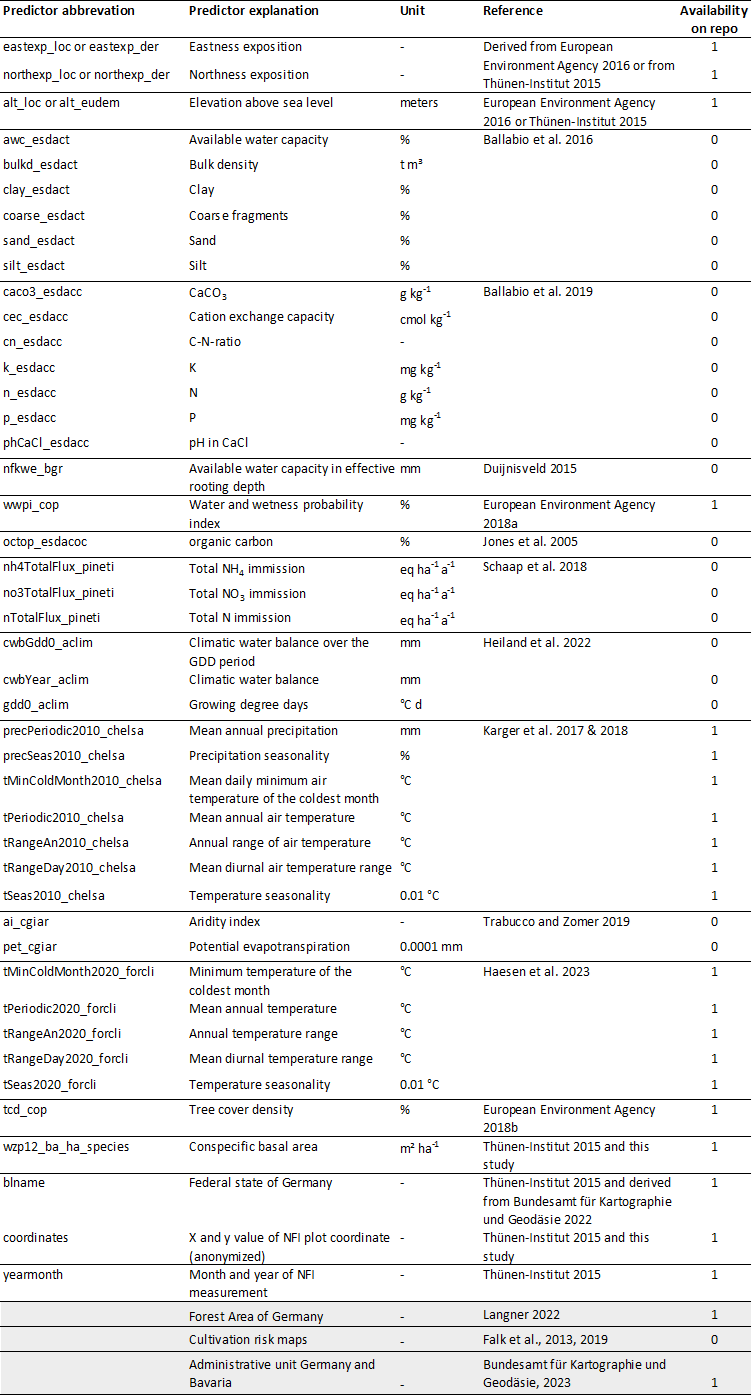 Predictor abbrevation Predictor explanation Unit Reference Availability
on repo
eastexp_loc or eastexp_der Eastness exposition - Derived from European 1
northexp_loc or northexp_der Northness exposition - Environment Agency 2016 or from 1
Thünen-Institut 2015
alt_loc or alt_eudem Elevation above sea level meters European Environment Agency 1
2016 or Thünen-Institut 2015
awc_esdact Available water capacity % Ballabio et al. 2016 0
bulkd_esdact Bulk density t m³ 0
clay_esdact Clay % 0
coarse_esdact Coarse fragments % 0
sand_esdact Sand % 0
silt_esdact Silt % 0
caco3_esdacc CaCO₃ g kg⁻¹ Ballabio et al. 2019 0
cec_esdacc Cation exchange capacity cmol kg⁻¹ 0
cn_esdacc C-N-ratio - 0
k_esdacc K mg kg⁻¹ 0
n_esdacc N g kg⁻¹ 0
p_esdacc P mg kg⁻¹ 0
phCaCl_esdacc pH in CaCl - 0
nfkwe_bgr Available water capacity in effective mm Duijnisveld 2015 0
rooting depth
wwpi_cop Water and wetness probability % European Environment Agency 1
index 2018a
octop_esdacoc organic carbon % Jones et al. 2005 0
nh4TotalFlux_pineti Total NH₄ immission eq ha⁻¹ a⁻¹ Schaap et al. 2018 0
no3TotalFlux_pineti Total NO₃ immission eq ha⁻¹ a⁻¹ 0
nTotalFlux_pineti Total N immission eq ha⁻¹ a⁻¹ 0
cwbGdd0_aclim Climatic water balance over the mm Heiland et al. 2022 0
GDD period
cwbYear_aclim Climatic water balance mm 0
gdd0_aclim Growing degree days °C d 0
precPeriodic2010_chelsa Mean annual precipitation mm Karger et al. 2017 & 2018 1
precSeas2010_chelsa Precipitation seasonality % 1
tMinColdMonth2010_chelsa Mean daily minimum air °C 1
temperature of the coldest month
tPeriodic2010_chelsa Mean annual air temperature °C 1
tRangeAn2010_chelsa Annual range of air temperature °C 1
tRangeDay2010_chelsa Mean diurnal air temperature range °C 1
tSeas2010_chelsa Temperature seasonality 0.01 °C 1
ai_cgiar Aridity index - Trabucco and Zomer 2019 0
pet_cgiar Potential evapotranspiration 0.0001 mm 0
tMinColdMonth2020_forcli Minimum temperature of the °C Haesen et al. 2023 1
coldest month
tPeriodic2020_forcli Mean annual temperature °C 1
tRangeAn2020_forcli Annual temperature range °C 1
tRangeDay2020_forcli Mean diurnal temperature range °C 1
tSeas2020_forcli Temperature seasonality 0.01 °C 1
tcd_cop Tree cover density % European Environment Agency 1
2018b
wzp12_ba_ha_species Conspecific basal area m² ha⁻¹ Thünen-Institut 2015 and this 1
study
blname Federal state of Germany - Thünen-Institut 2015 and derived 1
from Bundesamt für Kartographie
und Geodäsie 2022
coordinates X and y value of NFI plot coordinate - Thünen-Institut 2015 and this 1
(anonymized) study
yearmonth Month and year of NFI - Thünen-Institut 2015 1
measurement
Forest Area of Germany - Langner 2022 1
Cultivation risk maps - Falk et al., 2013, 2019 0
Administrative unit Germany and Bundesamt für Kartographie und
Bavaria - Geodäsie, 2023 1